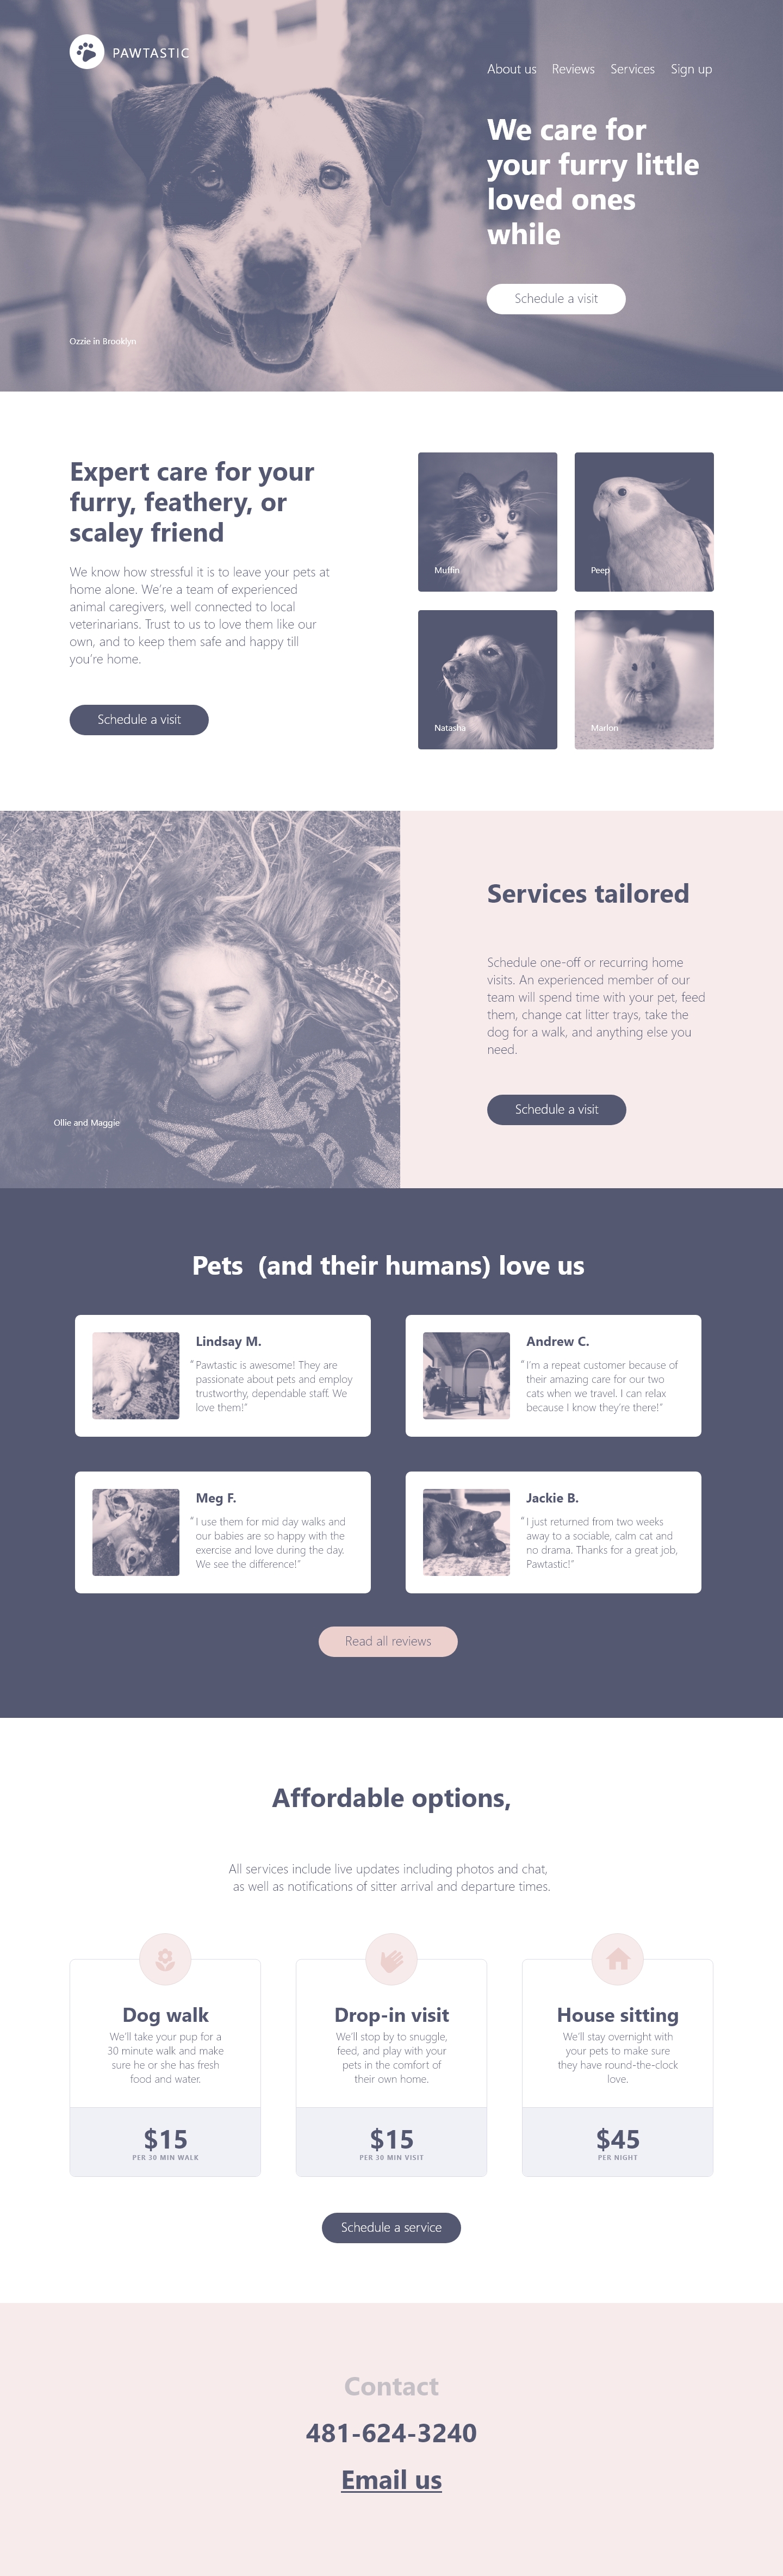 PAWTASTIC
About us Reviews Services Sign up
We care for
your furry little
loved ones
while
Schedule a visit
Ozzie in Brooklyn
Expert care for your
furry, feathery, or
scaley friend
We know how stressful it is to leave your pets at
home alone. We're a team of experienced
animal caregivers, well connected to local
veterinarians. Trust to us to love them like our
own, and to keep them safe and happy till
you're home.
Schedule a visit
Muffin
Peep
Natasha
Marlon
Ollie and Maggie
Services tailored
Schedule one-off or recurring home
visits. An experienced member of our
team will spend time with your pet, feed
them, change cat litter trays, take the
dog for a walk, and anything else you
need.
Schedule a visit
Pets  (and their humans) love us
Lindsay M.
"Pawtastic is awesome! They are
passionate about pets and employ
trustworthy, dependable staff. We
love them!"
Andrew C.
"I'm a repeat customer because of
their amazing care for our two
cats when we travel. I can relax
because I know they're there!"
Meg F.
"I use them for mid day walks and
our babies are so happy with the
exercise and love during the day.
We see the difference!"
Jackie B.
"I just returned from two weeks
away to a sociable, calm cat and
no drama. Thanks for a great job,
Pawtastic!"
Read all reviews
Affordable options,
All services include live updates including photos and chat,
as well as notifications of sitter arrival and departure times.
Dog walk
We'll take your pup for a
30 minute walk and make
sure he or she has fresh
food and water.
$15
PER 30 MIN WALK
Drop-in visit
We'll stop by to snuggle,
feed, and play with your
pets in the comfort of
their own home.
$15
PER 30 MIN VISIT
House sitting
We'll stay overnight with
your pets to make sure
they have round-the-clock
love.
$45
PER NIGHT
Schedule a service
Contact
481-624-3240
Email us